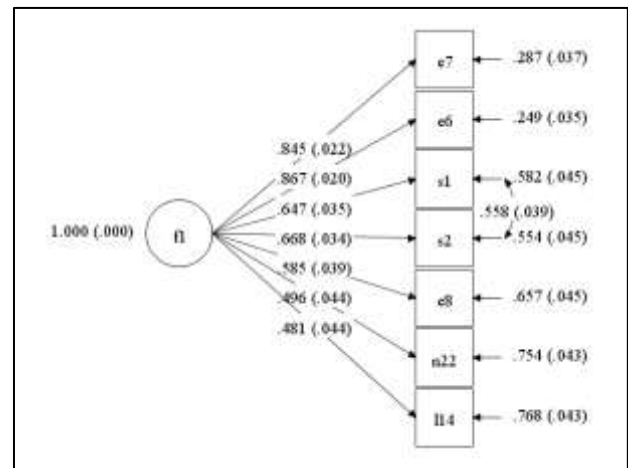 e7
.287 (.037)
e6
.249 (.035)
.845 (.022)
.867 (.020)
s1
.582 (.045)
.647 (.035)
.558 (.039)
1.000 (.000)
f1
.668 (.034)
s2
.554 (.045)
.585 (.039)
.496 (.044)
e8
.657 (.045)
.481 (.044)
n22
.754 (.043)
l14
.768 (.043)